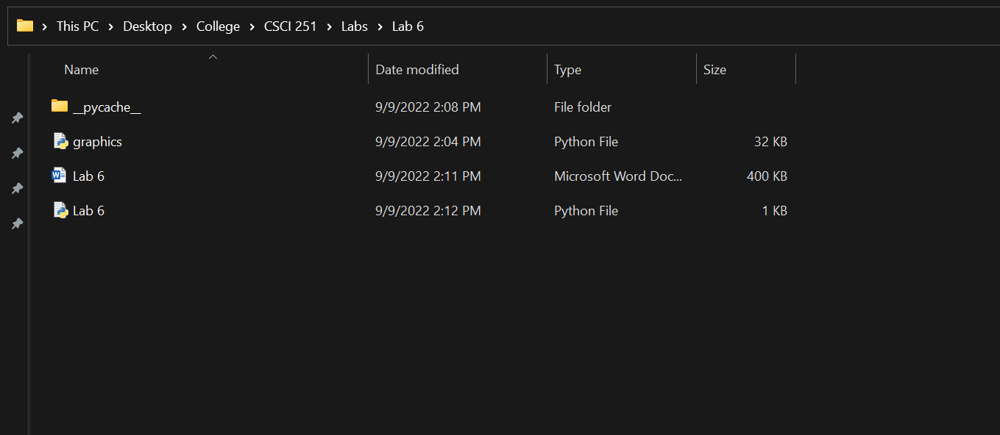 This PC > Desktop > College > CSCI 251 > Labs > Lab 6
Name Date modified Type Size
__pycache__ 9/9/2022 2:08 PM File folder
graphics 9/9/2022 2:04 PM Python File 32 KB
Lab 6 9/9/2022 2:11 PM Microsoft Word Doc... 400 KB
Lab 6 9/9/2022 2:12 PM Python File 1 KB